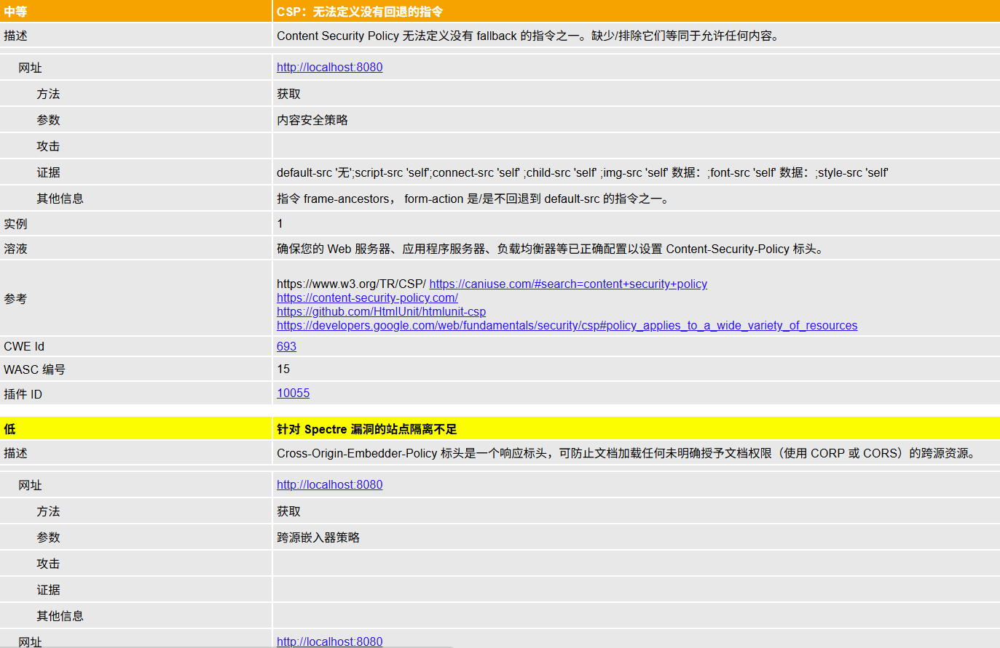 中等 CSP：无法定义没有回退的指令
描述 Content Security Policy 无法定义没有 fallback 的指令之一。缺少/排除它们等同于允许任何内容。
网址 http://localhost:8080
方法 获取
参数 内容安全策略
攻击
证据 default-src '无';script-src 'self';connect-src 'self' ;child-src 'self' ;img-src 'self' 数据：;font-src 'self' 数据：;style-src 'self'
其他信息 指令 frame-ancestors， form-action 是/是不回退到 default-src 的指令之一。
实例 1
溶液 确保您的 Web 服务器、应用程序服务器、负载均衡器等已正确配置以设置 Content-Security-Policy 标头。
参考
https://www.w3.org/TR/CSP/ https://caniuse.com/#search=content+security+policy
https://content-security-policy.com/
https://github.com/HtmlUnit/htmlunit-csp
https://developers.google.com/web/fundamentals/security/csp#policy_applies_to_a_wide_variety_of_resources
CWE Id 693
WASC 编号 15
插件 ID 10055
低 针对 Spectre 漏洞的站点隔离不足
描述 Cross-Origin-Embedder-Policy 标头是一个响应标头，可防止文档加载任何未明确授予文档权限（使用 CORP 或 CORS）的跨源资源。
网址 http://localhost:8080
方法 获取
参数 跨源嵌入器策略
攻击
证据
其他信息
网址 http://localhost:8080